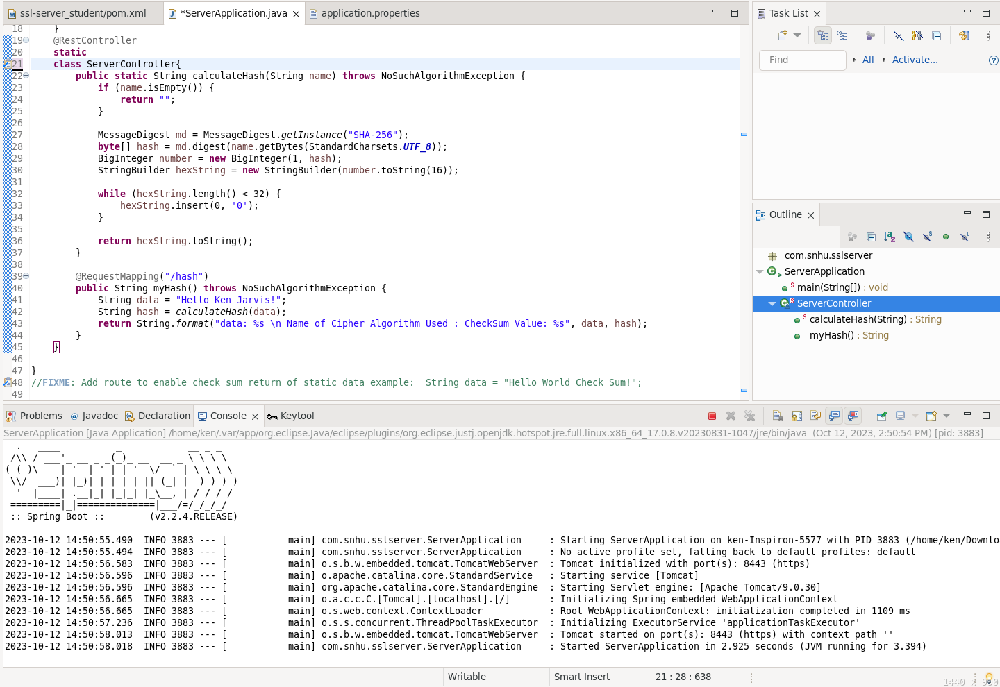 ssl-server_student/pom.xml
*ServerApplication.java
application.properties
Task List
18 }
19 @RestController
20 static
21 class ServerController{
22 public static String calculateHash(String name) throws NoSuchAlgorithmException {
23 if (name.isEmpty()) {
24 return "";
25 }
26
27 MessageDigest md = MessageDigest.getInstance("SHA-256");
28 byte[] hash = md.digest(name.getBytes(StandardCharsets.UTF_8));
29 BigInteger number = new BigInteger(1, hash);
30 StringBuilder hexString = new StringBuilder(number.toString(16));
31
32 while (hexString.length() < 32) {
33 hexString.insert(0, '0');
34 }
35
36 return hexString.toString();
37 }
38
39 @RequestMapping("/hash")
40 public String myHash() throws NoSuchAlgorithmException {
41 String data = "Hello Ken Jarvis!";
42 String hash = calculateHash(data);
43 return String.format("data: %s \n Name of Cipher Algorithm Used : CheckSum Value: %s", data, hash);
44 }
45 }
46
47 }
48 //FIXME: Add route to enable check sum return of static data example:  String data = "Hello World Check Sum!";
49
Find
All
Activate...
Outline
com.snhu.sslserver
ServerApplication
main(String[]) : void
ServerController
calculateHash(String) : String
myHash() : String
Problems
Javadoc
Declaration
Console
Keytool
ServerApplication [Java Application] /home/ken/.var/app/org.eclipse.Java/eclipse/plugins/org.eclipse.justj.openjdk.hotspot.jre.full.linux.x86_64_17.0.8.v20230831-1047/jre/bin/java  (Oct 12, 2023, 2:50:54 PM) [pid: 3883]
  .   ____          _            __ _ _
 /\\ / ___'_ __ _ _(_)_ __  __ _ \ \ \ \
( ( )\___ | '_ | '_| | '_ \/ _` | \ \ \ \
 \\/  ___)| |_)| | | | | || (_| |  ) ) ) )
  '  |____| .__|_| |_|_| |_\__, | / / / /
 =========|_|==============|___/=/_/_/_/
 :: Spring Boot ::        (v2.2.4.RELEASE)
2023-10-12 14:50:55.490  INFO 3883 --- [           main] com.snhu.sslserver.ServerApplication     : Starting ServerApplication on ken-Inspiron-5577 with PID 3883 (/home/ken/Downlo
2023-10-12 14:50:55.494  INFO 3883 --- [           main] com.snhu.sslserver.ServerApplication     : No active profile set, falling back to default profiles: default
2023-10-12 14:50:56.583  INFO 3883 --- [           main] o.s.b.w.embedded.tomcat.TomcatWebServer  : Tomcat initialized with port(s): 8443 (https)
2023-10-12 14:50:56.596  INFO 3883 --- [           main] o.apache.catalina.core.StandardService   : Starting service [Tomcat]
2023-10-12 14:50:56.596  INFO 3883 --- [           main] org.apache.catalina.core.StandardEngine  : Starting Servlet engine: [Apache Tomcat/9.0.30]
2023-10-12 14:50:56.665  INFO 3883 --- [           main] o.a.c.c.C.[Tomcat].[localhost].[/]       : Initializing Spring embedded WebApplicationContext
2023-10-12 14:50:56.665  INFO 3883 --- [           main] o.s.web.context.ContextLoader            : Root WebApplicationContext: initialization completed in 1109 ms
2023-10-12 14:50:57.236  INFO 3883 --- [           main] o.s.s.concurrent.ThreadPoolTaskExecutor  : Initializing ExecutorService 'applicationTaskExecutor'
2023-10-12 14:50:58.013  INFO 3883 --- [           main] o.s.b.w.embedded.tomcat.TomcatWebServer  : Tomcat started on port(s): 8443 (https) with context path ''
2023-10-12 14:50:58.018  INFO 3883 --- [           main] com.snhu.sslserver.ServerApplication     : Started ServerApplication in 2.925 seconds (JVM running for 3.394)
Writable
Smart Insert
21 : 28 : 638